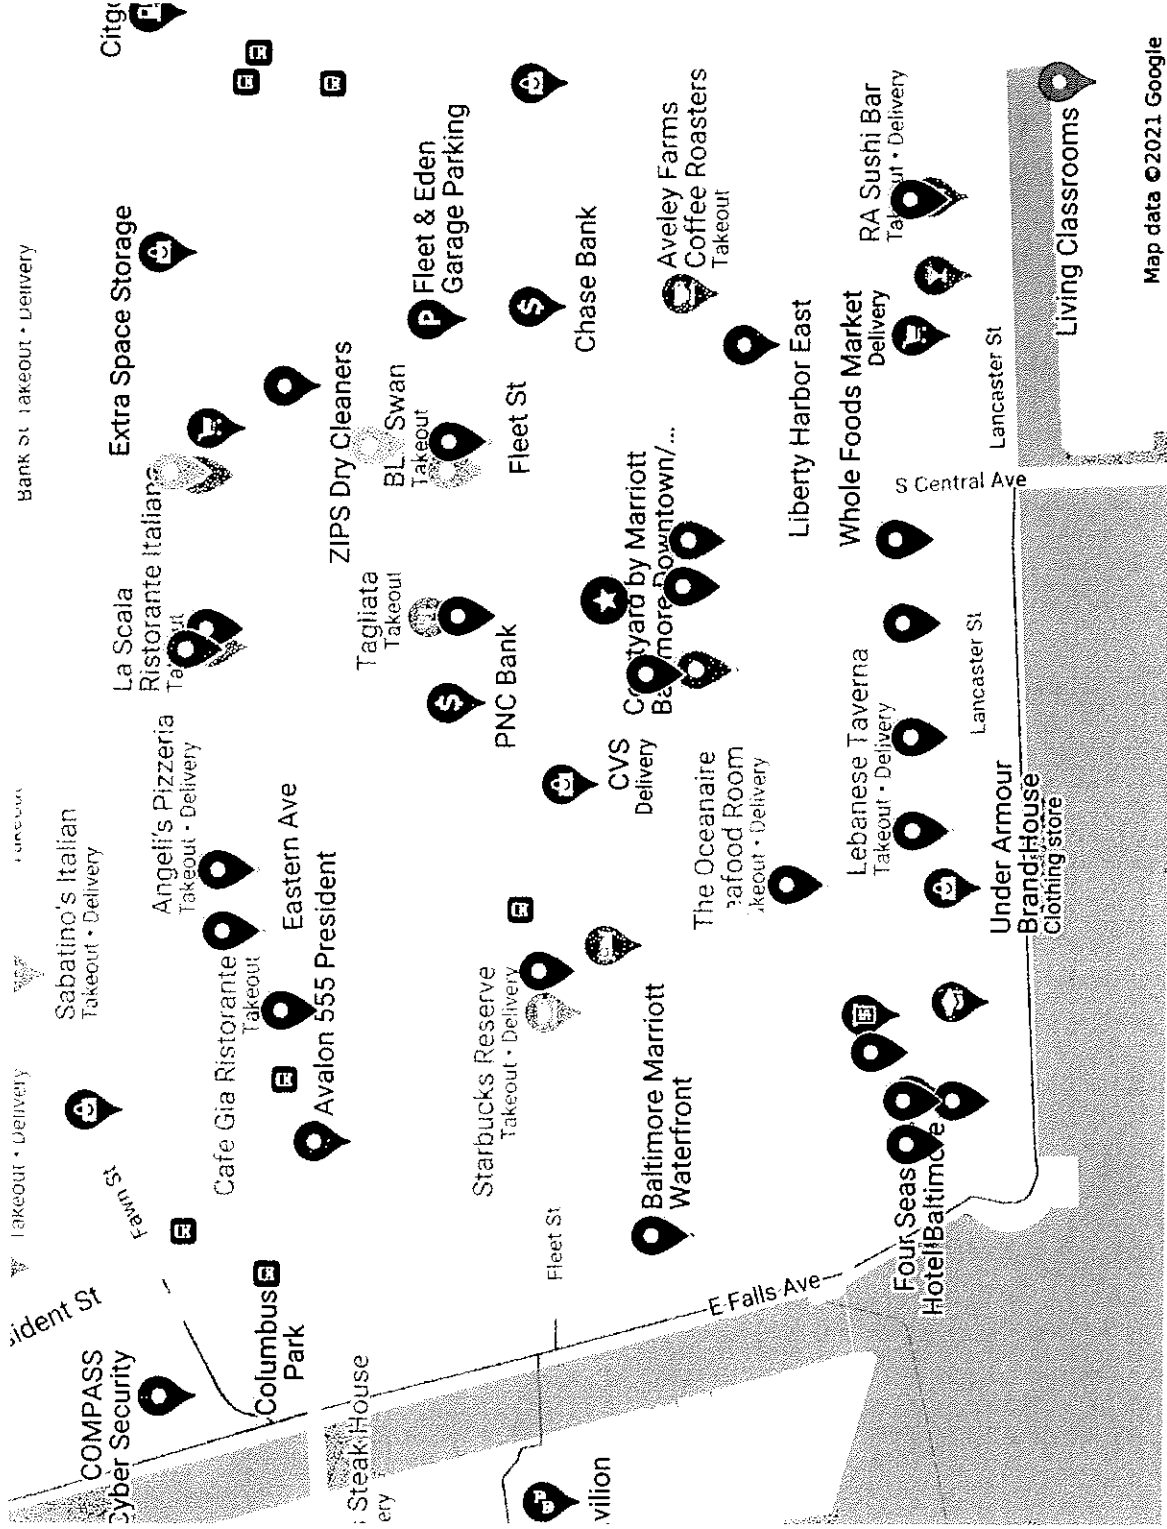 Bank St Takeout • Delivery
Takeout • Delivery
Citgo
Extra Space Storage
La Scala
Ristorante Italiana
Sabatino's Italian
Takeout • Delivery
Angeli's Pizzeria
Takeout • Delivery
Fawn St
COMPASS
Cyber Security
Cafe Gia Ristorante
Takeout
Eastern Ave
Avalon 555 President
Columbus
Park
ZIPS Dry Cleaners
Fleet & Eden
Garage Parking
P
Swan
Takeout
Tagliata
Takeout
Steak House
Fleet St
PNC Bank
$
Chase Bank
$
Starbucks Reserve
Takeout • Delivery
Fleet St
CVS
Delivery
Courtyard by Marriott
Baltimore Downtown/...
Baltimore Marriott
Waterfront
Aveley Farms
Coffee Roasters
Takeout
The Oceanaire
Seafood Room
Takeout • Delivery
E Falls Ave
Liberty Harbor East
RA Sushi Bar
Takeout • Delivery
Whole Foods Market
Delivery
Lebanese Taverna
Takeout • Delivery
S Central Ave
Four Seas
Hotel Baltimore
Lancaster St
Lancaster St
Under Armour
Brand House
Clothing store
Living Classrooms
Map data ©2021 Google